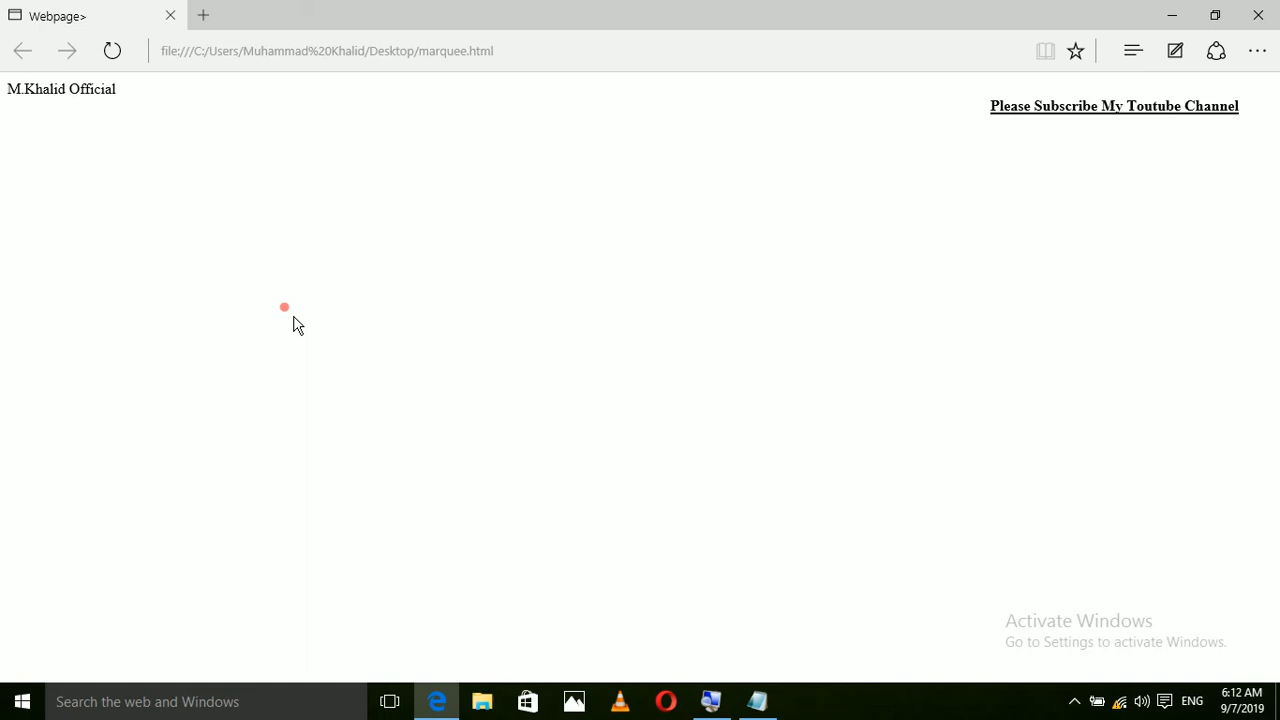 Webpage>
file:///C:/Users/Muhammad%20Khalid/Desktop/marquee.html
M.Khalid Official
Please Subscribe My Toutube Channel
Activate Windows
Go to Settings to activate Windows.
Search the web and Windows
ENG
6:12 AM
9/7/2019